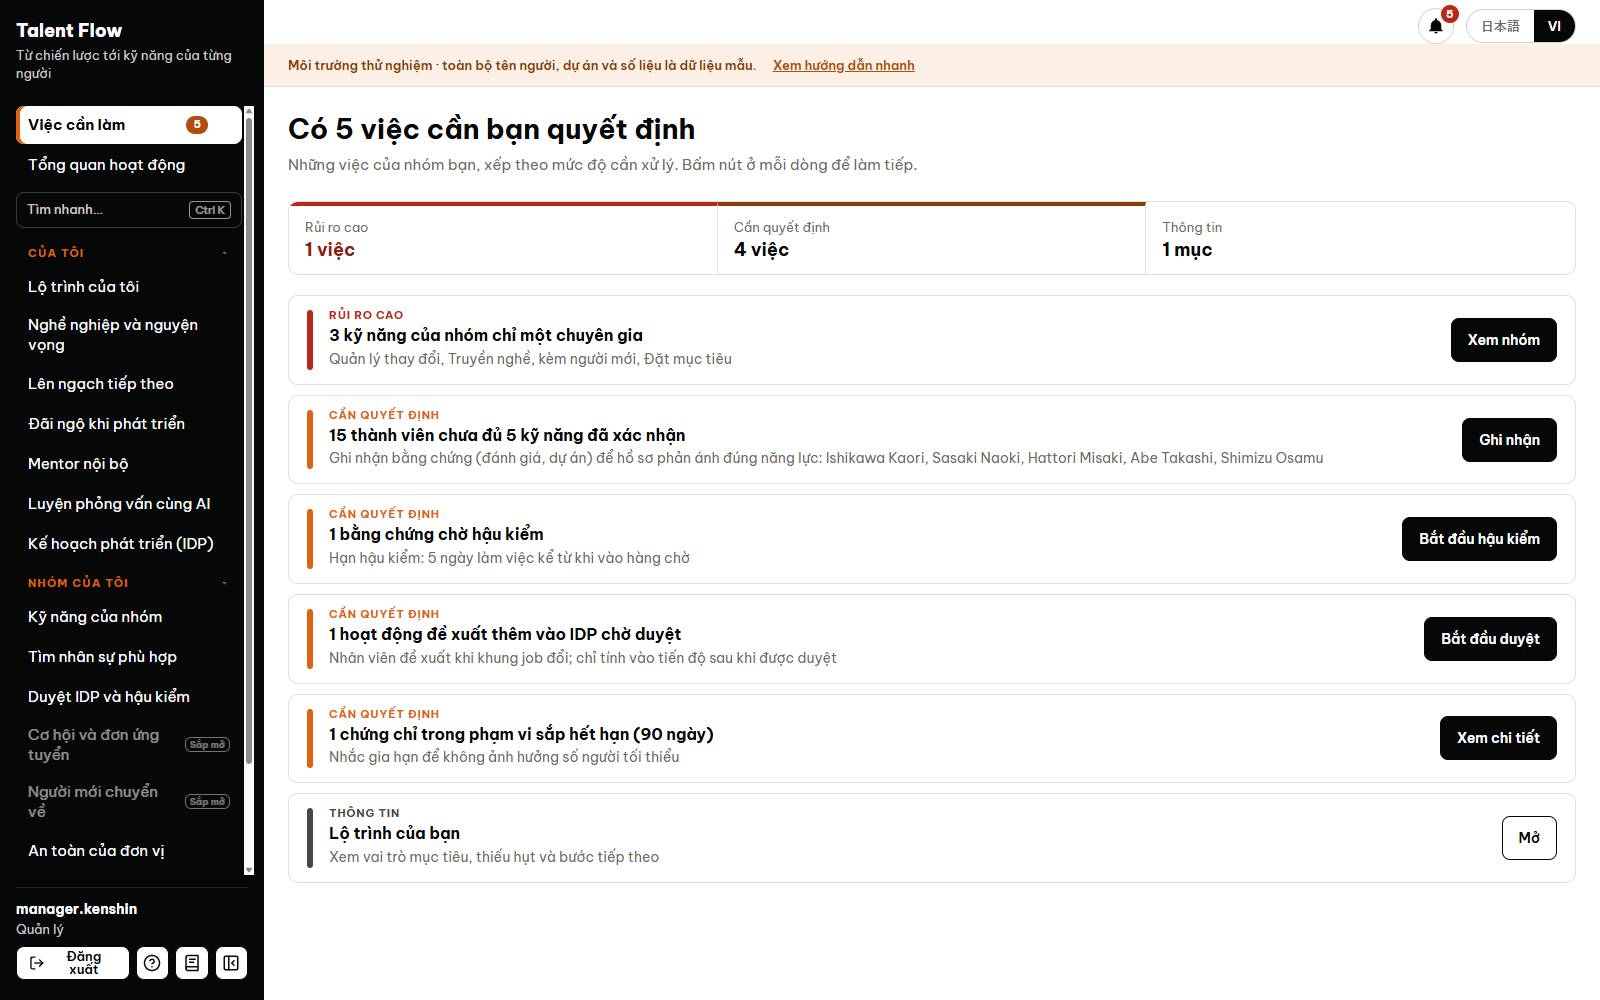 Talent Flow
Từ chiến lược tới kỹ năng của từng
người
Việc cần làm 5
Tổng quan hoạt động
Tìm nhanh... Ctrl K
CỦA TÔI
Lộ trình của tôi
Nghề nghiệp và nguyện
vọng
Lên ngạch tiếp theo
Đãi ngộ khi phát triển
Mentor nội bộ
Luyện phỏng vấn cùng AI
Kế hoạch phát triển (IDP)
NHÓM CỦA TÔI
Kỹ năng của nhóm
Tìm nhân sự phù hợp
Duyệt IDP và hậu kiểm
Cơ hội và đơn ứng
tuyển
Sắp mở
Người mới chuyển
về
Sắp mở
An toàn của đơn vị
manager.kenshin
Quản lý
Đăng
xuất
5
日本語 VI
Môi trường thử nghiệm · toàn bộ tên người, dự án và số liệu là dữ liệu mẫu. Xem hướng dẫn nhanh
Có 5 việc cần bạn quyết định
Những việc của nhóm bạn, xếp theo mức độ cần xử lý. Bấm nút ở mỗi dòng để làm tiếp.
Rủi ro cao
1 việc
Cần quyết định
4 việc
Thông tin
1 mục
RỦI RO CAO
3 kỹ năng của nhóm chỉ một chuyên gia
Quản lý thay đổi, Truyền nghề, kèm người mới, Đặt mục tiêu
Xem nhóm
CẦN QUYẾT ĐỊNH
15 thành viên chưa đủ 5 kỹ năng đã xác nhận
Ghi nhận bằng chứng (đánh giá, dự án) để hồ sơ phản ánh đúng năng lực: Ishikawa Kaori, Sasaki Naoki, Hattori Misaki, Abe Takashi, Shimizu Osamu
Ghi nhận
CẦN QUYẾT ĐỊNH
1 bằng chứng chờ hậu kiểm
Hạn hậu kiểm: 5 ngày làm việc kể từ khi vào hàng chờ
Bắt đầu hậu kiểm
CẦN QUYẾT ĐỊNH
1 hoạt động đề xuất thêm vào IDP chờ duyệt
Nhân viên đề xuất khi khung job đổi; chỉ tính vào tiến độ sau khi được duyệt
Bắt đầu duyệt
CẦN QUYẾT ĐỊNH
1 chứng chỉ trong phạm vi sắp hết hạn (90 ngày)
Nhắc gia hạn để không ảnh hưởng số người tối thiểu
Xem chi tiết
THÔNG TIN
Lộ trình của bạn
Xem vai trò mục tiêu, thiếu hụt và bước tiếp theo
Mở